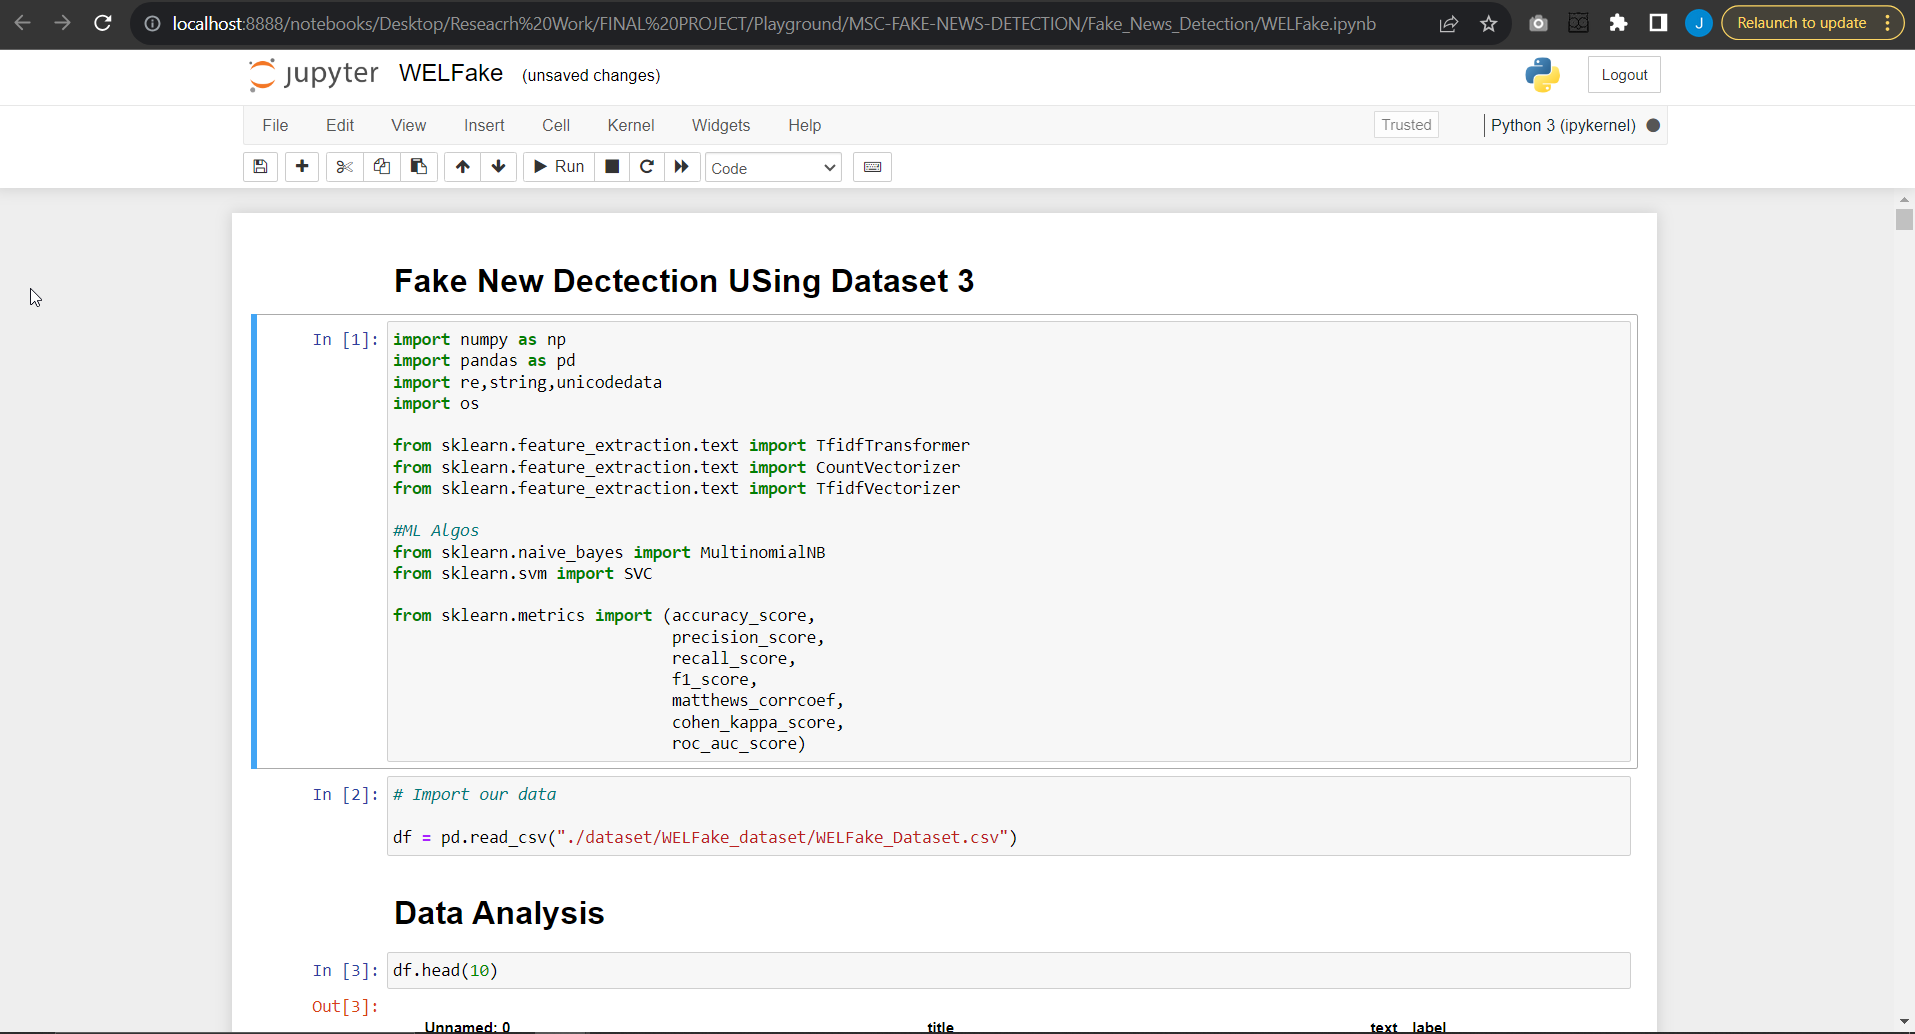 localhost:8888/notebooks/Desktop/Reseacrh%20Work/FINAL%20PROJECT/Playground/MSC-FAKE-NEWS-DETECTION/Fake_News_Detection/WELFake.ipynb
J
Relaunch to update
jupyter WELFake (unsaved changes)
Logout
File Edit View Insert Cell Kernel Widgets Help
Trusted
Python 3 (ipykernel)
Run
Code
Fake New Dectection USing Dataset 3
In [1]: import numpy as np
import pandas as pd
import re,string,unicodedata
import os
from sklearn.feature_extraction.text import TfidfTransformer
from sklearn.feature_extraction.text import CountVectorizer
from sklearn.feature_extraction.text import TfidfVectorizer
#ML Algos
from sklearn.naive_bayes import MultinomialNB
from sklearn.svm import SVC
from sklearn.metrics import (accuracy_score,
precision_score,
recall_score,
f1_score,
matthews_corrcoef,
cohen_kappa_score,
roc_auc_score)
In [2]: # Import our data
df = pd.read_csv("./dataset/WELFake_dataset/WELFake_Dataset.csv")
Data Analysis
In [3]: df.head(10)
Out[3]:
Unnamed: 0 title text label